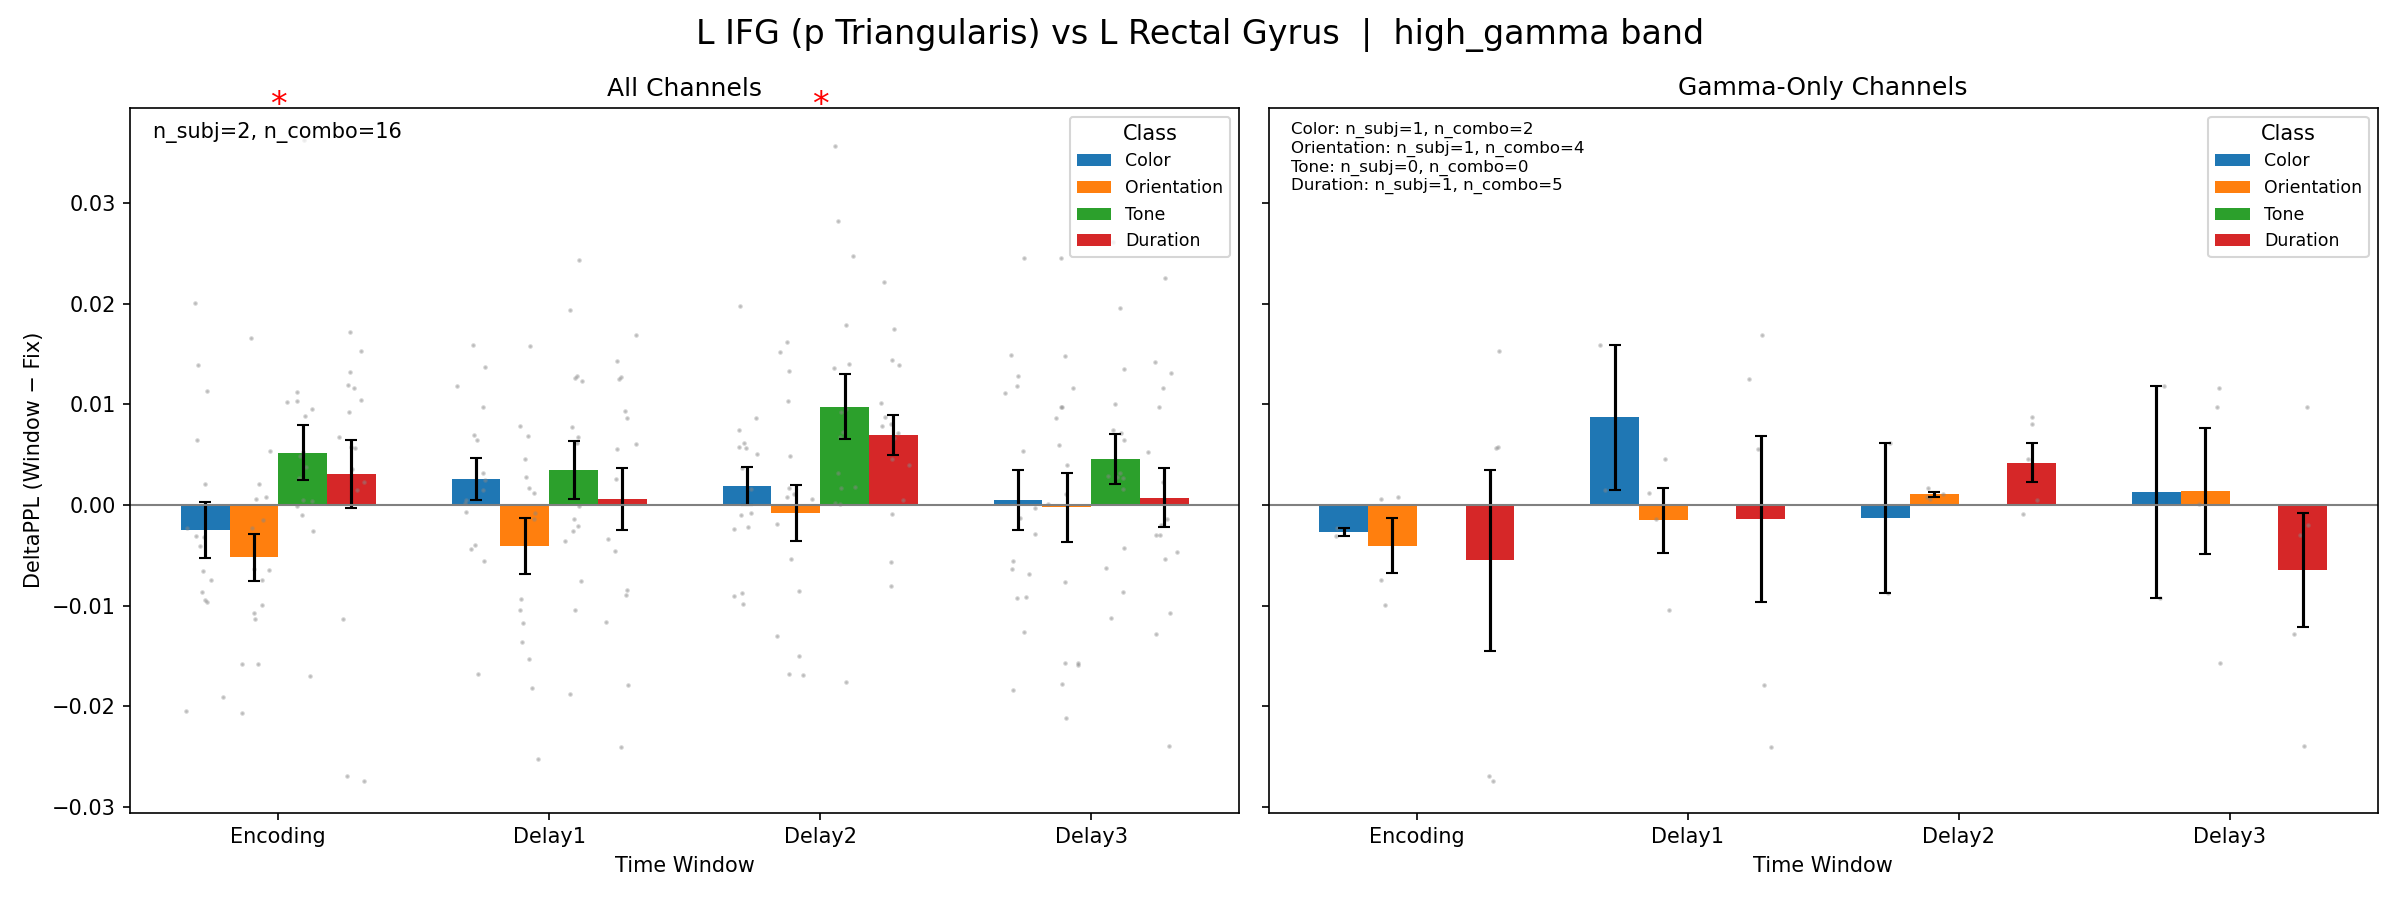 L IFG (p Triangularis) vs L Rectal Gyrus | high_gamma band
All Channels
* *
n_subj=2, n_combo=16
Class
Color
Orientation
Tone
Duration
DeltaPPL (Window − Fix)
0.03
0.02
0.01
0.00
−0.01
−0.02
−0.03
Encoding Delay1 Delay2 Delay3
Time Window
Gamma-Only Channels
Color: n_subj=1, n_combo=2
Orientation: n_subj=1, n_combo=4
Tone: n_subj=0, n_combo=0
Duration: n_subj=1, n_combo=5
Class
Color
Orientation
Tone
Duration
Encoding Delay1 Delay2 Delay3
Time Window